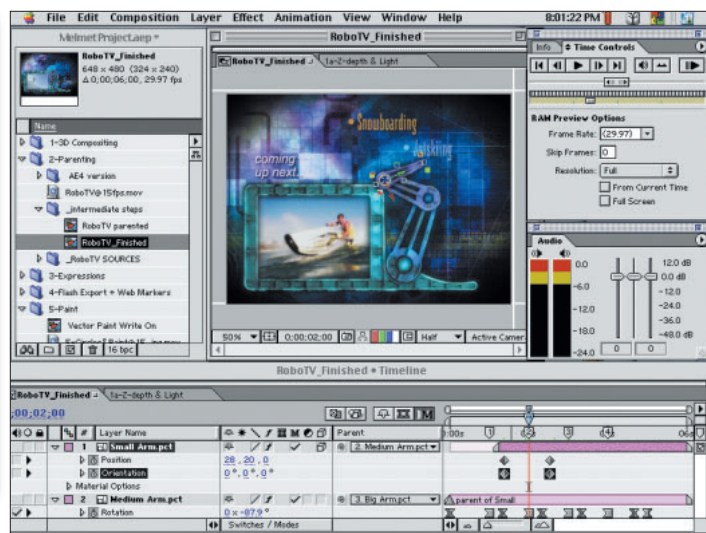 File Edit Composition Layer Effect Animation View Window Help 8:01:22 PM
Melmet Project.aep *
RoboTV_Finished
648 x 480 (324 x 240)
Δ 0;00;06;00, 29.97 fps
Name
1-3D Compositing
2-Parenting
AE4 version
RoboTV@15fps.mov
_intermediate steps
RoboTV parented
RoboTV_Finished
_RoboTV SOURCES
3-Expressions
4-Flash Export + Web Markers
5-Paint
Vector Paint Write On
16 bpc
RoboTV_Finished
RoboTV_Finished 1a-Z-depth & Light
Snowboarding
Jetskiing
coming
up next
50% 0;00;02;00 Half Active Camer
Info Time Controls
RAM Preview Options
Frame Rate: (29.97)
Skip Frames: 0
Resolution: Full
From Current Time
Full Screen
Audio
0.0 12.0 dB
0.0 dB
-6.0 -12.0
-12.0 -24.0
-36.0
-18.0 -48.0 dB
-24.0 0 0
RoboTV_Finished • Timeline
RoboTV_Finished 1a-Z-depth & Light
;00;02;00
# Layer Name Parent :00s 1 2 3 4 06s
1 Small Arm.pct 2. Medium Arm.pct
Position 28, 20, 0
Orientation 0°, 0°, 0°
Material Options
2 Medium Arm.pct 3. Big Arm.pct parent of Small
Rotation 0 x -87.9°
Switches / Modes